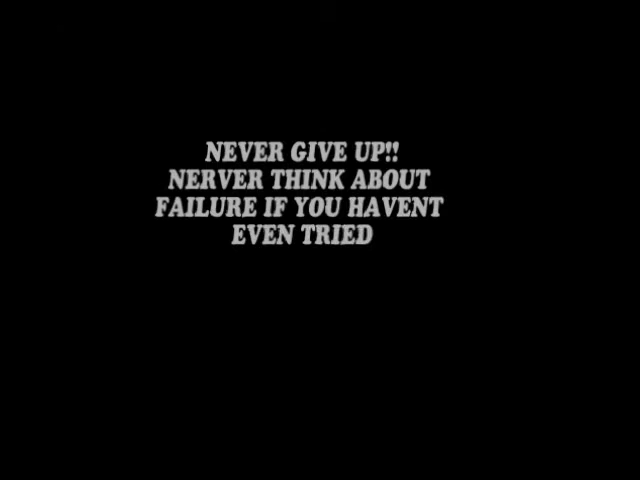 NEVER GIVE UP!!
NERVER THINK ABOUT
FAILURE IF YOU HAVENT
EVEN TRIED